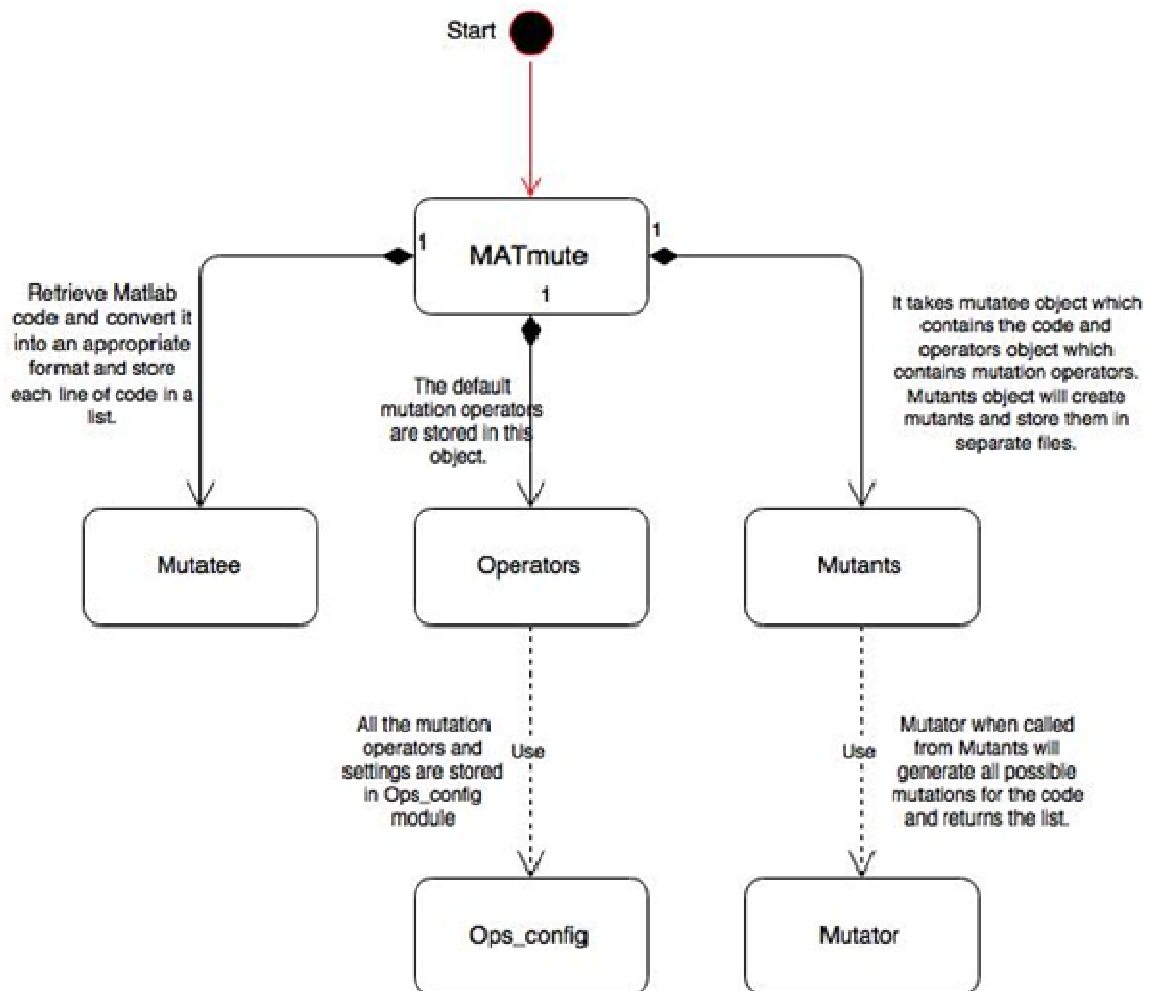 Start
MATmute
1
1
1
Retrieve Matlab
code and convert it
into an appropriate
format and store
each line of code in a
list.
The default
mutation operators
are stored in this
object.
It takes mutatee object which
contains the code and
operators object which
contains mutation operators.
Mutants object will create
mutants and store them in
separate files.
Mutatee
Operators
Mutants
All the mutation
operators and
settings are stored
in Ops_config
module
Use
Use
Mutator when called
from Mutants will
generate all possible
mutations for the code
and returns the list.
Ops_config
Mutator